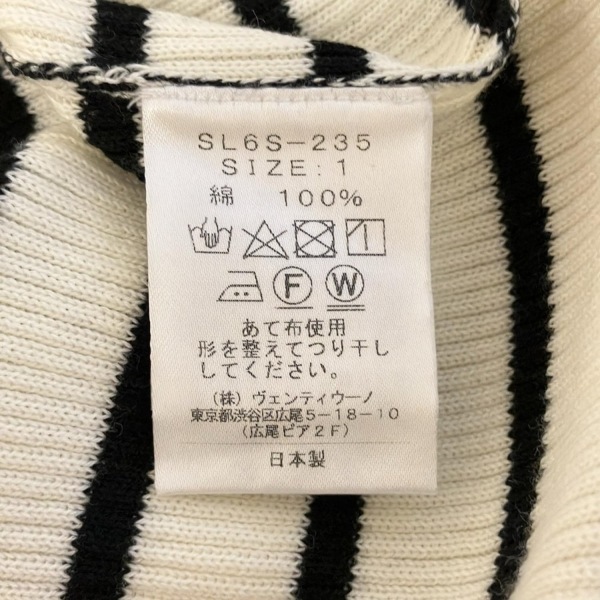 SL6S-235
SIZE:1
綿 100%
F W
あて布使用
形を整えてつり干し
してください。
(株)ヴェンティウーノ
東京都渋谷区広尾5-18-10
(広尾ピア2F)
日本製